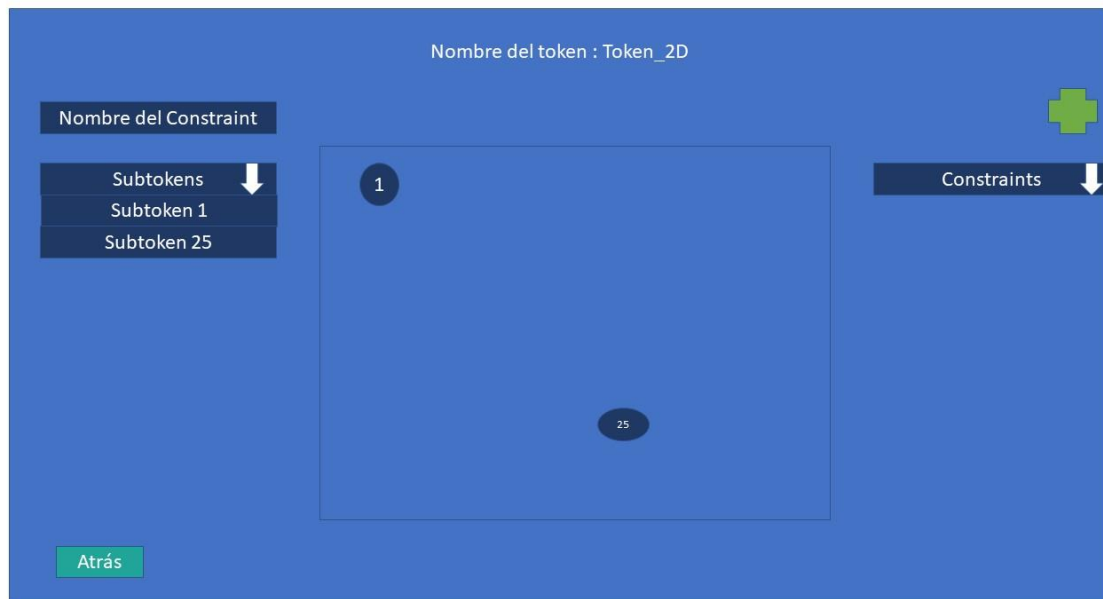 Nombre del token : Token_2D
Nombre del Constraint
Subtokens
Subtoken 1
Subtoken 25
1
25
Constraints
Atrás